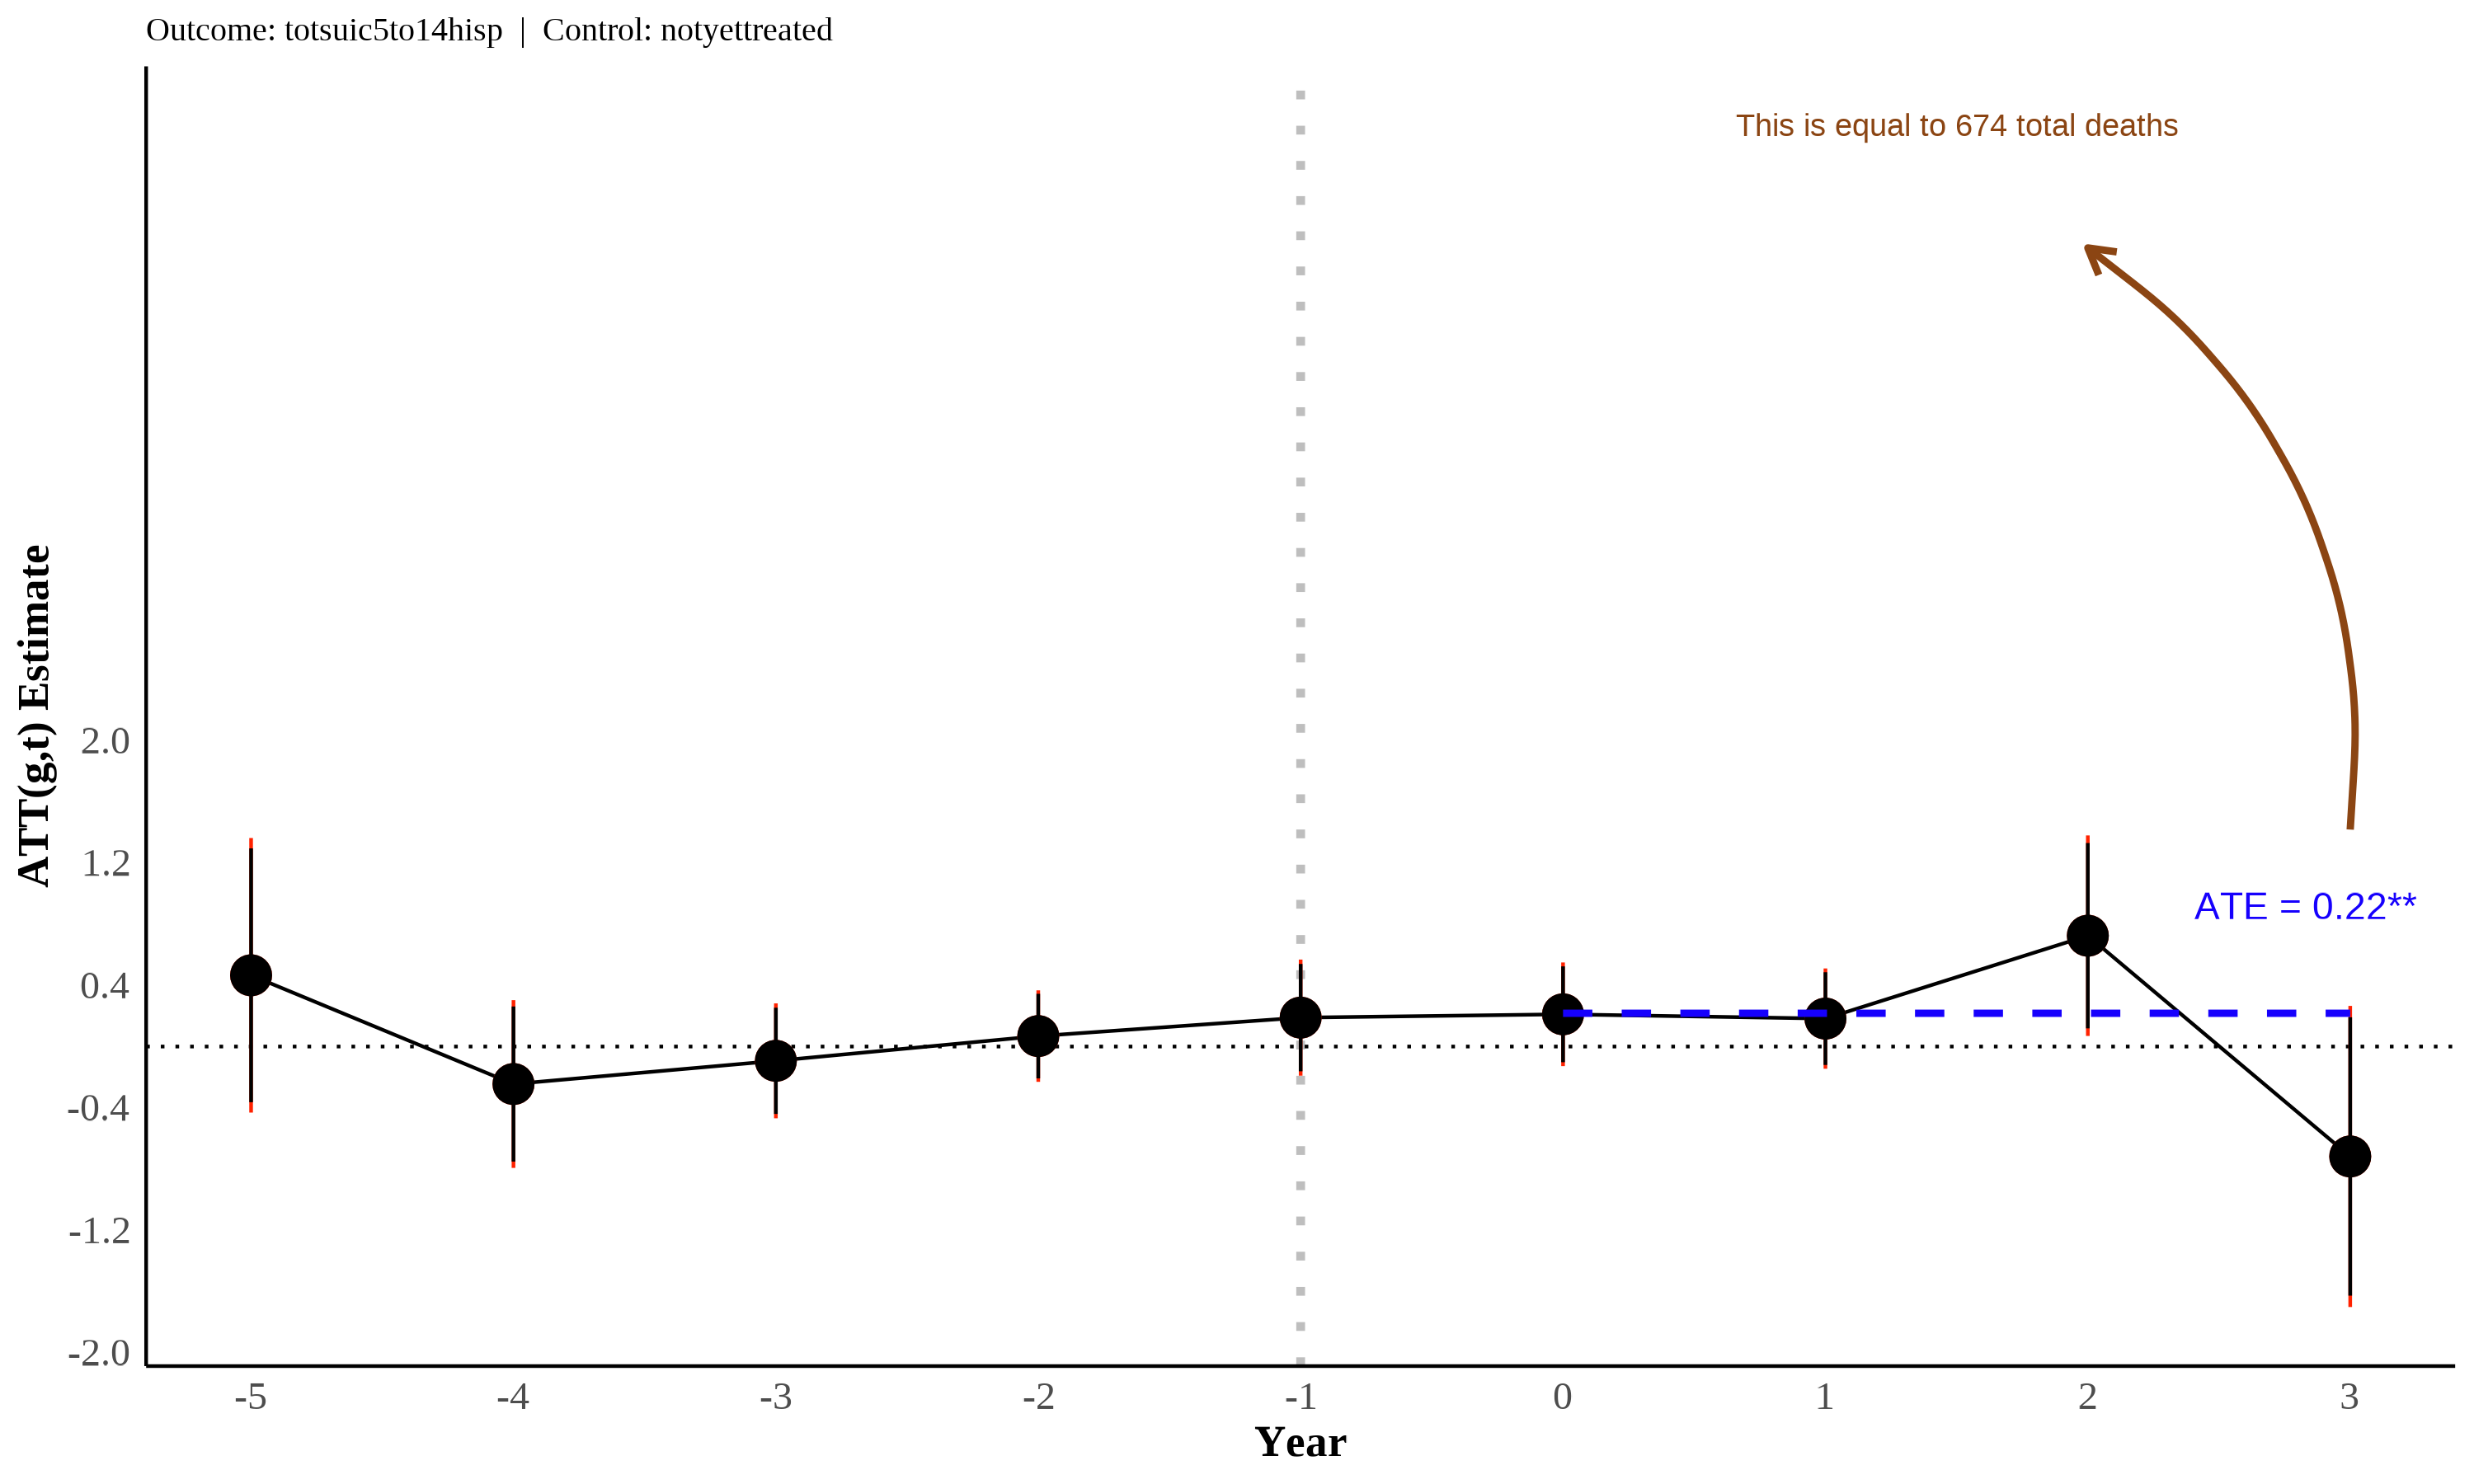 Outcome: totsuic5to14hisp | Control: notyettreated
This is equal to 674 total deaths
ATT(g,t) Estimate
2.0
1.2
0.4
-0.4
-1.2
-2.0
ATE = 0.22**
-5 -4 -3 -2 -1 0 1 2 3
Year